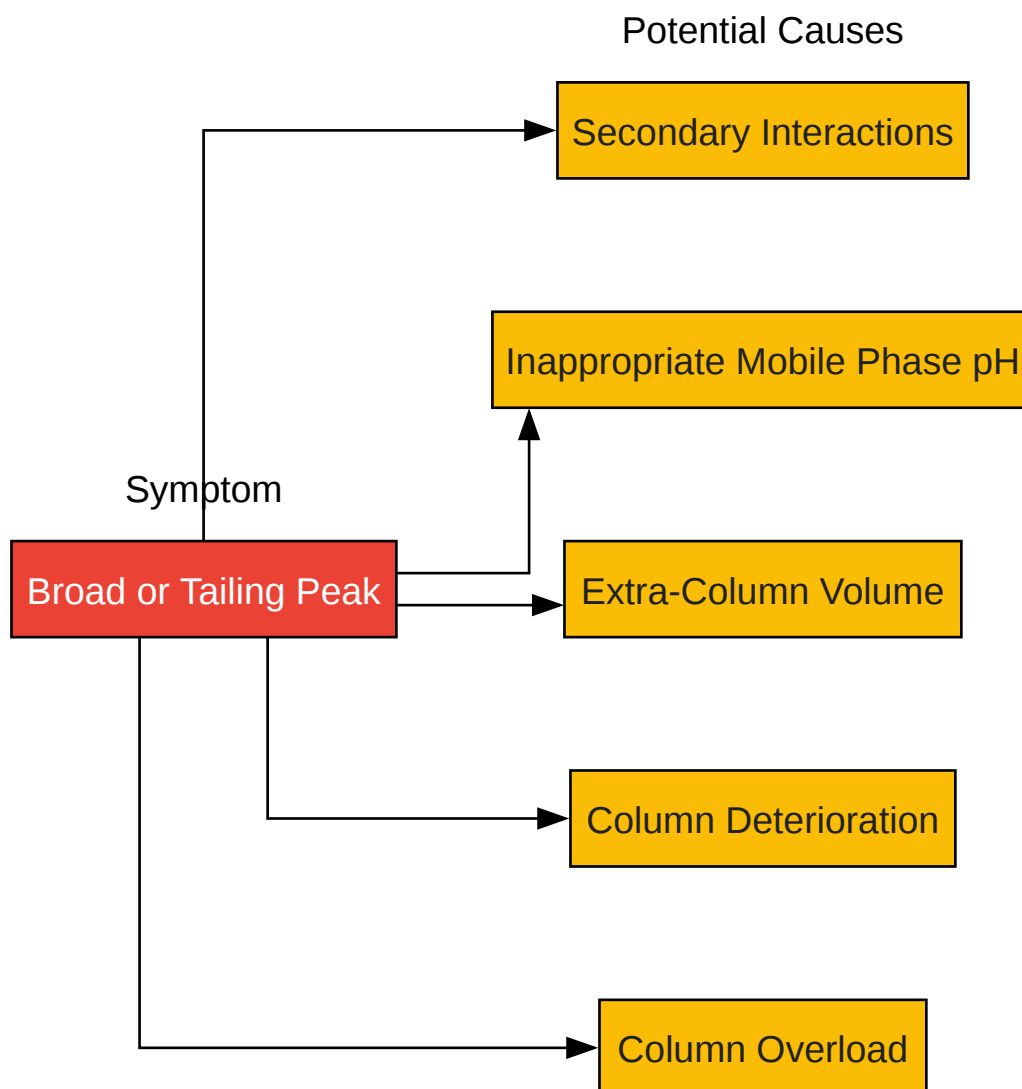 Potential Causes
Secondary Interactions
Inappropriate Mobile Phase pH
Symptom
Broad or Tailing Peak
Extra-Column Volume
Column Deterioration
Column Overload